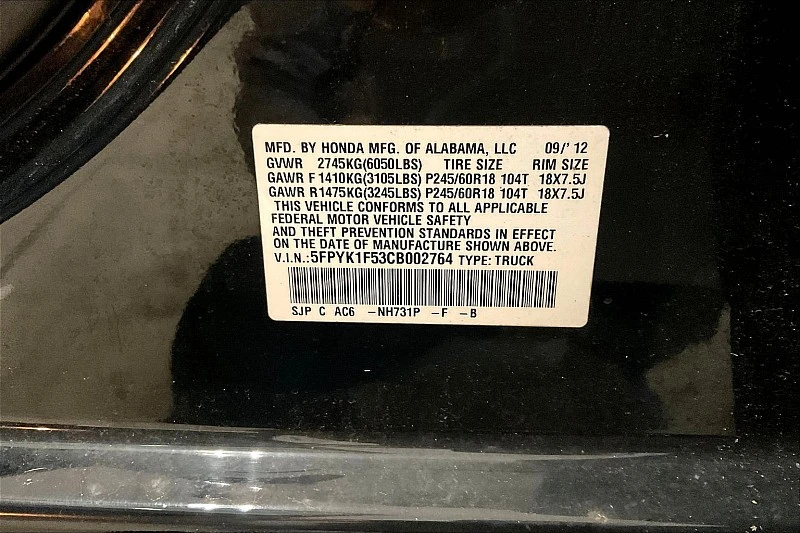 MFD. BY HONDA MFG. OF ALABAMA, LLC 09/' 12
GVWR 2745KG(6050LBS) TIRE SIZE RIM SIZE
GAWR F 1410KG(3105LBS) P245/60R18 104T 18X7.5J
GAWR R1475KG(3245LBS) P245/60R18 104T 18X7.5J
THIS VEHICLE CONFORMS TO ALL APPLICABLE
FEDERAL MOTOR VEHICLE SAFETY
AND THEFT PREVENTION STANDARDS IN EFFECT
ON THE DATE OF MANUFACTURE SHOWN ABOVE.
V.I.N.:5FPYK1F53CB002764 TYPE: TRUCK
SJP C AC6 -NH731P -F -B